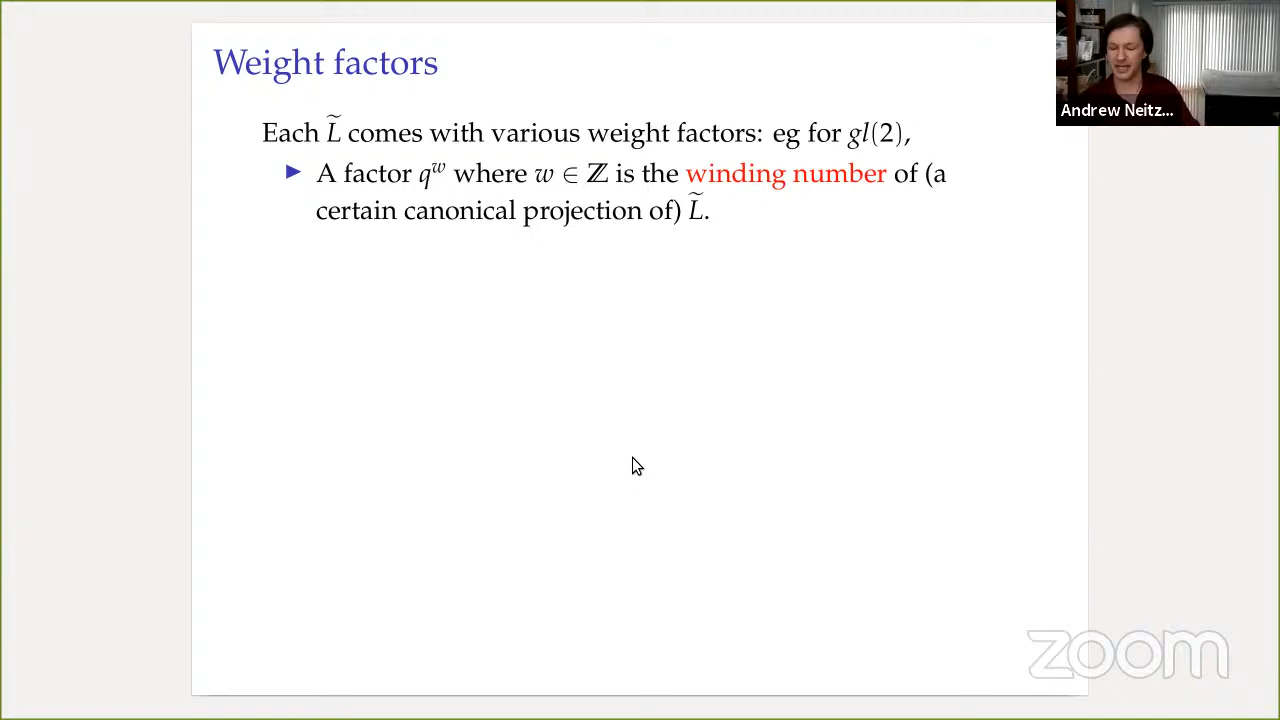 Weight factors
Each L̃ comes with various weight factors: eg for gl(2),
▶ A factor q^w where w ∈ ℤ is the winding number of (a
certain canonical projection of) L̃.
Andrew Neitz...
zoom